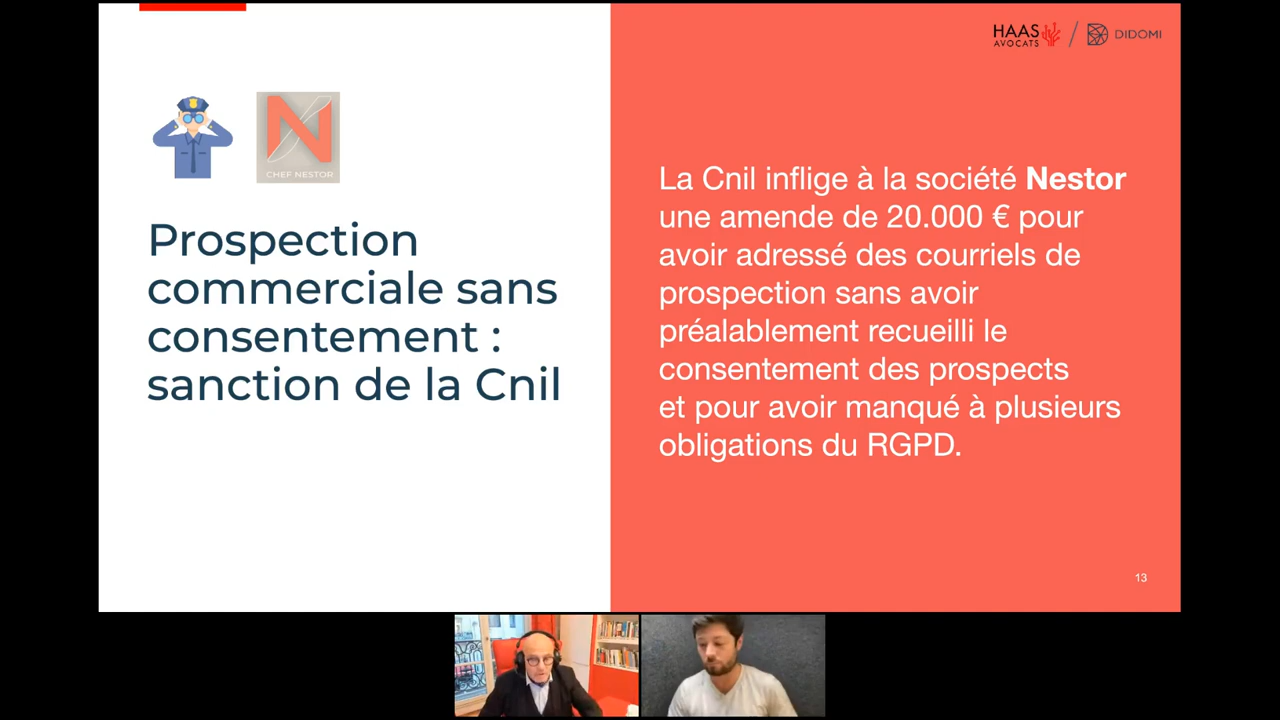 HAAS
AVOCATS
DIDOMI
CHEF NESTOR
Prospection
commerciale sans
consentement :
sanction de la Cnil
La Cnil inflige à la société Nestor
une amende de 20.000 € pour
avoir adressé des courriels de
prospection sans avoir
préalablement recueilli le
consentement des prospects
et pour avoir manqué à plusieurs
obligations du RGPD.
13